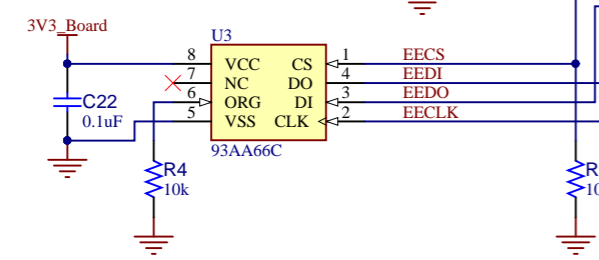 3V3_Board
U3
8 VCC CS 1 EECS
7 NC DO 4 EEDI
6 ORG DI 3 EEDO
5 VSS CLK 2 EECLK
93AA66C
C22
0.1uF
R4
10k